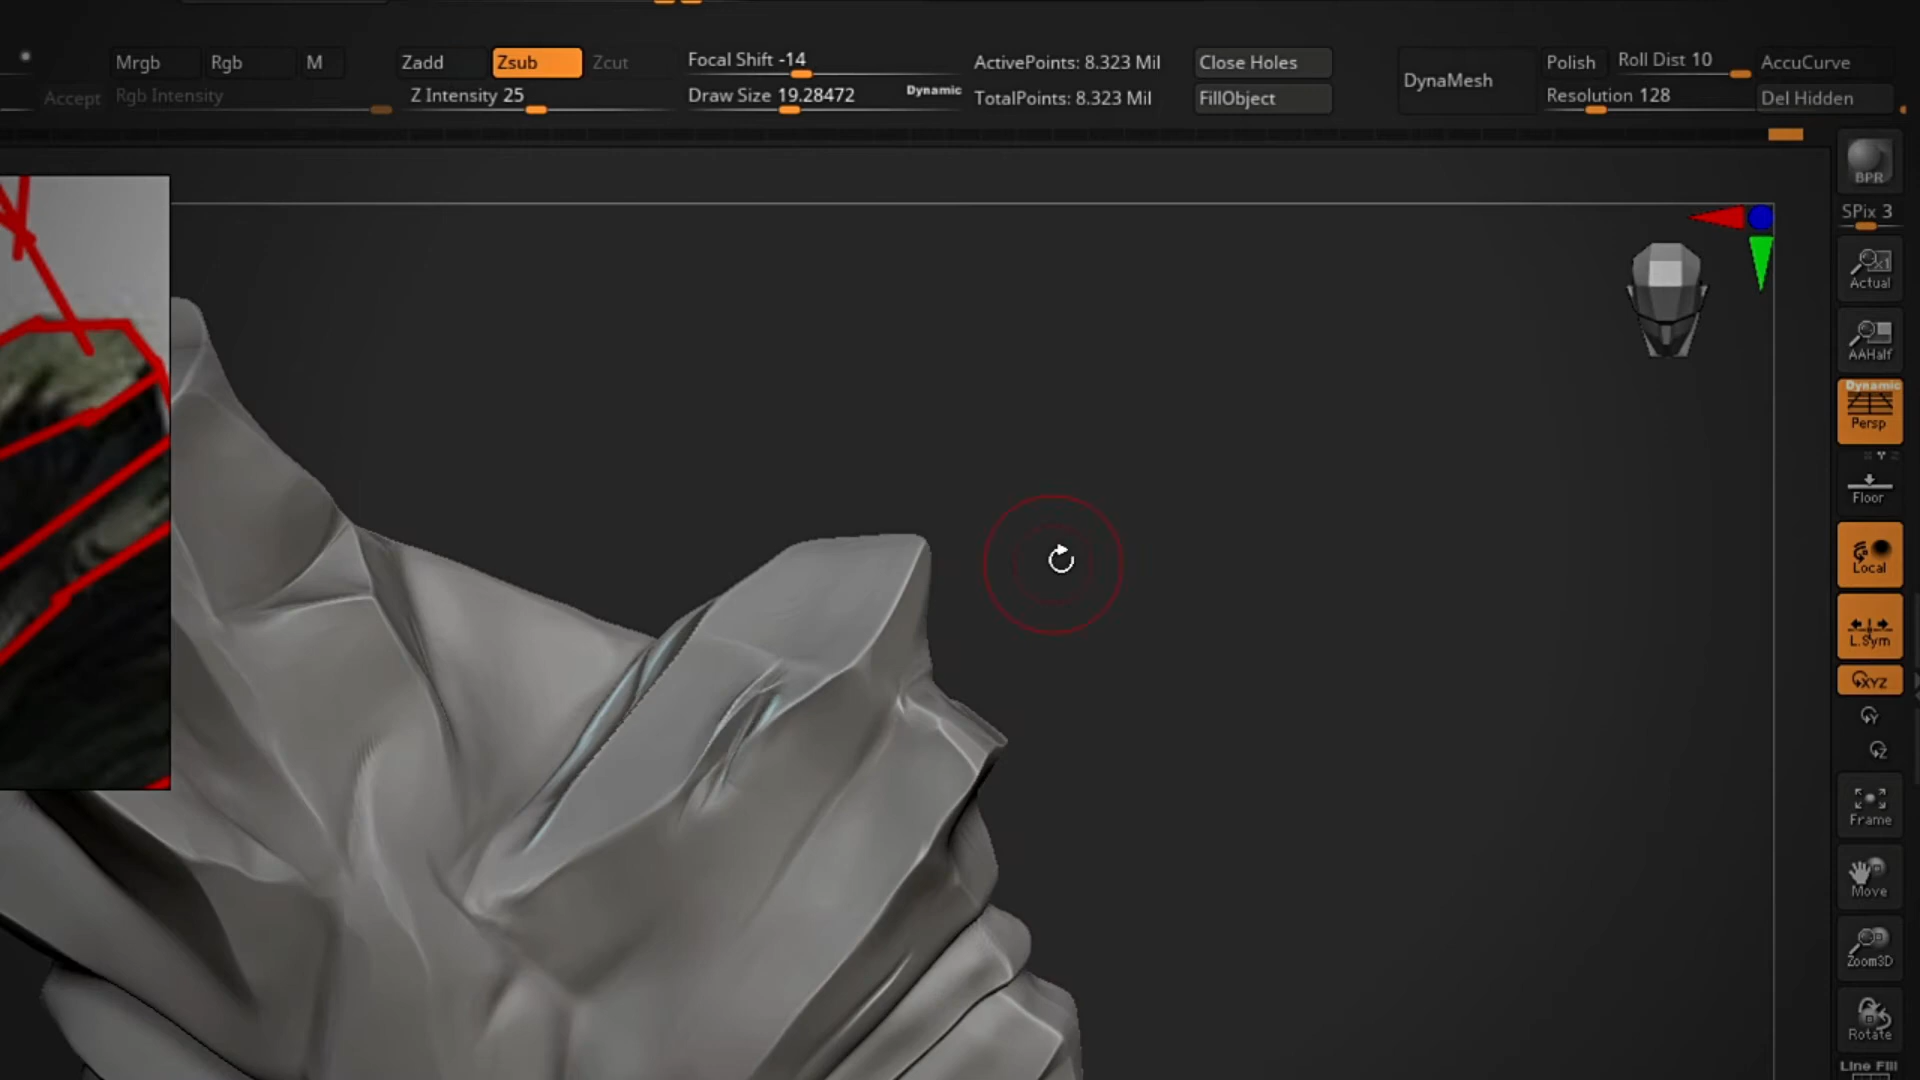 Mrgb Rgb M Zadd Zsub Zcut Focal Shift -14 ActivePoints: 8.323 Mil Close Holes DynaMesh Polish Roll Dist 10 AccuCurve
Accept Rgb Intensity Z Intensity 25 Draw Size 19.28472 Dynamic TotalPoints: 8.323 Mil FillObject Resolution 128 Del Hidden
BPR
SPix 3
Actual
AAHalf
Dynamic
Persp
Floor
Local
L.Sym
XYZ
Y
Z
Frame
Move
Zoom3D
Rotate
Line Fill